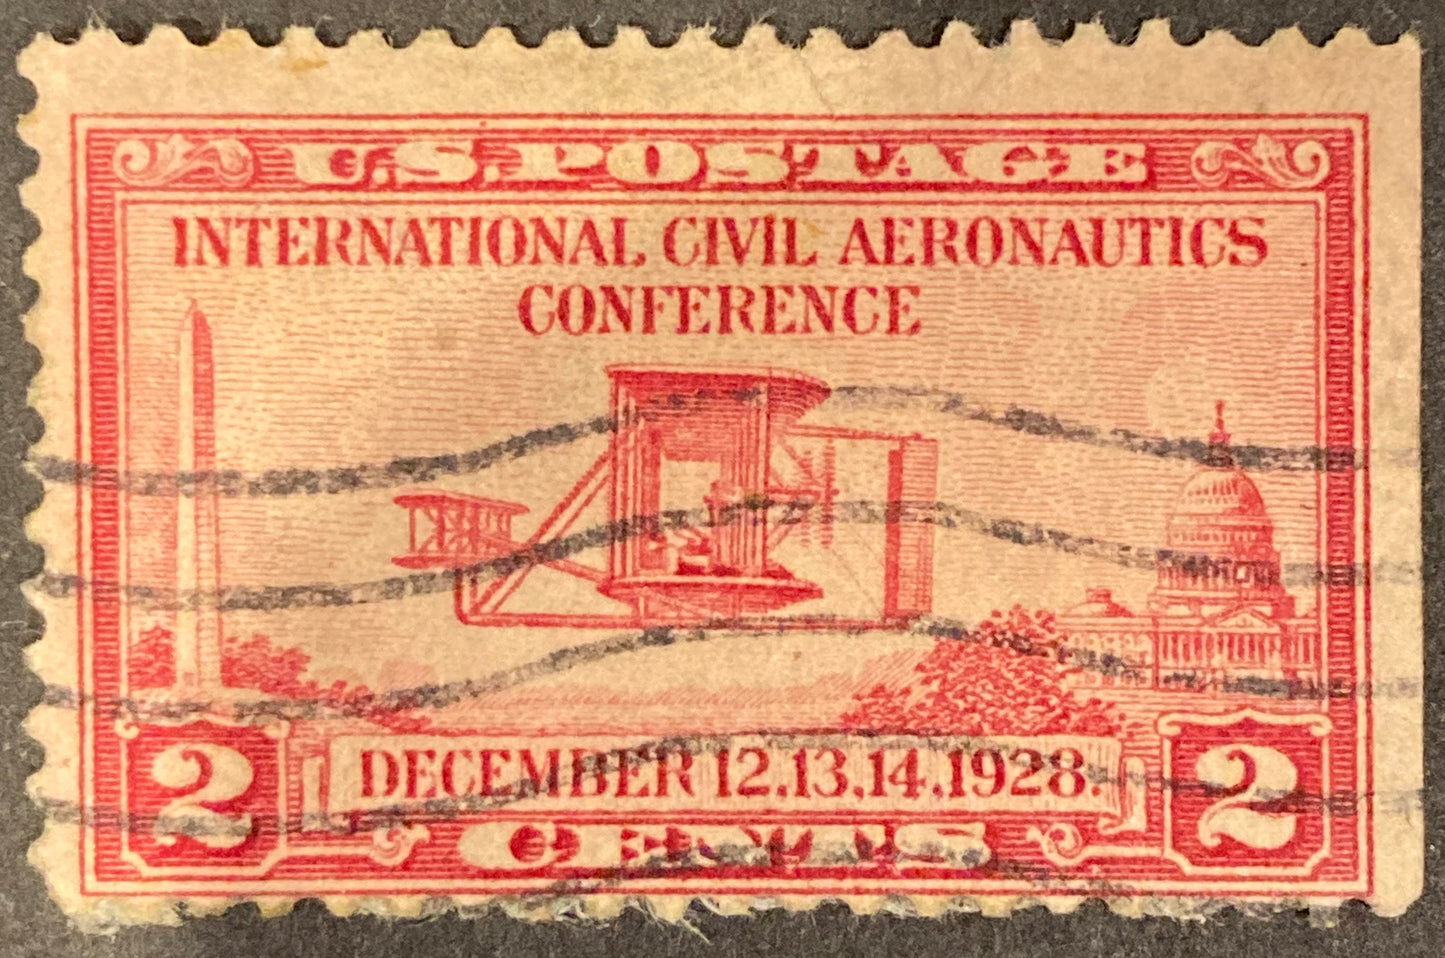 U.S. POSTAGE
INTERNATIONAL CIVIL AERONAUTICS
CONFERENCE
2 DECEMBER 12.13.14.1928. 2
CENTS